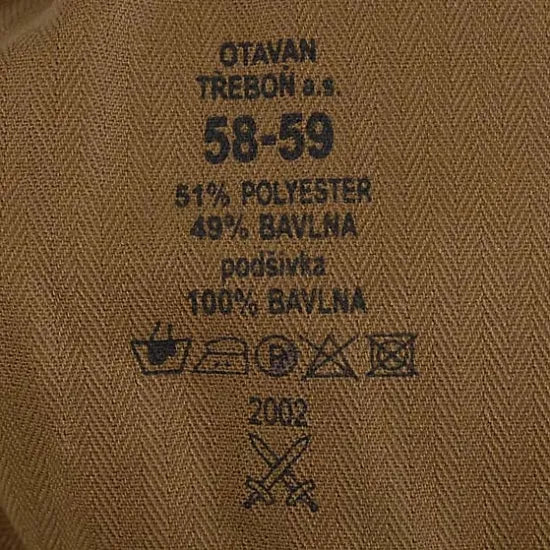 OTAVAN
TŘEBOŇ a.s.
58-59
51% POLYESTER
49% BAVLNA
podšívka
100% BAVLNA
P
2002